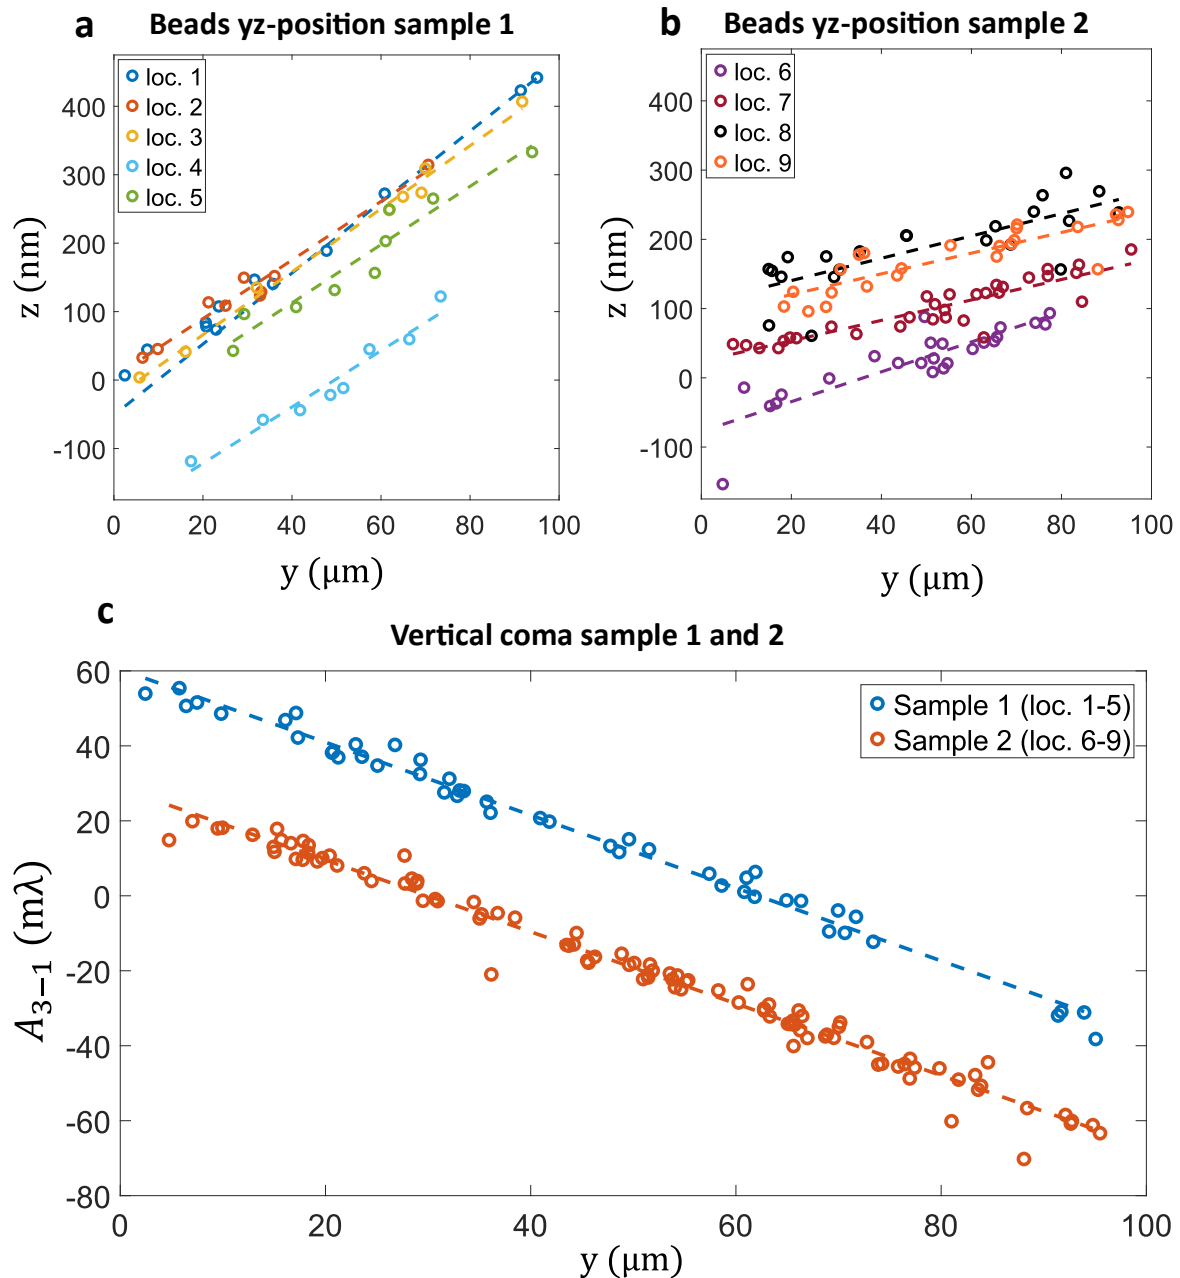 a Beads yz-position sample 1
loc. 1
loc. 2
loc. 3
loc. 4
loc. 5
400
300
200
100
0
-100
z (nm)
0 20 40 60 80 100
y (μm)
b Beads yz-position sample 2
loc. 6
loc. 7
loc. 8
loc. 9
400
300
200
100
0
-100
z (nm)
0 20 40 60 80 100
y (μm)
c
Vertical coma sample 1 and 2
Sample 1 (loc. 1-5)
Sample 2 (loc. 6-9)
60
40
20
0
-20
-40
-60
-80
A₃₋₁ (mλ)
0 20 40 60 80 100
y (μm)